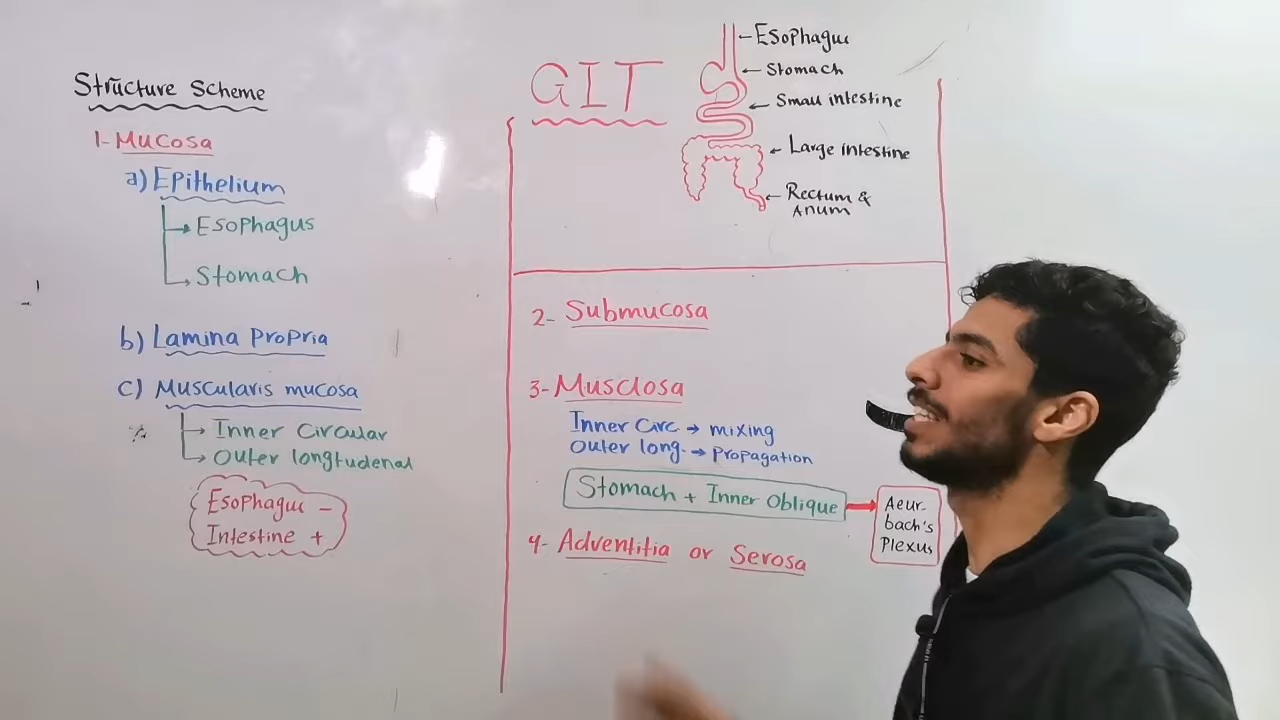 Structure Scheme
1- Mucosa
a) Epithelium
Esophagus
Stomach
b) Lamina Propria
c) Muscularis mucosa
Inner Circular
Outer longtudenal
Esophagus -
Intestine +
GIT
Esophagus
Stomach
Small intestine
Large intestine
Rectum &
Anum
2- Submucosa
3- Musclosa
Inner Circ → mixing
Outer long. → Propagation
Stomach + Inner Oblique
Aeur-
bach's
Plexus
4- Adventitia or Serosa